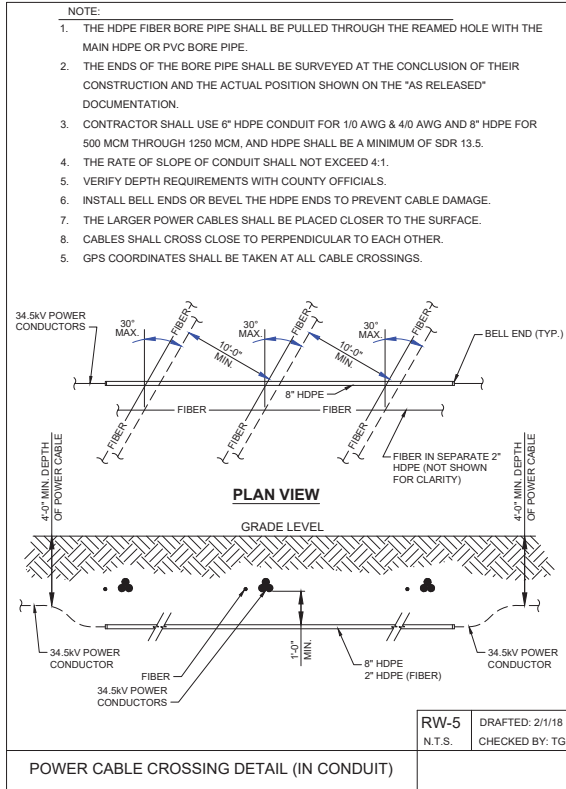 NOTE:
1. THE HDPE FIBER BORE PIPE SHALL BE PULLED THROUGH THE REAMED HOLE WITH THE
MAIN HDPE OR PVC BORE PIPE.
2. THE ENDS OF THE BORE PIPE SHALL BE SURVEYED AT THE CONCLUSION OF THEIR
CONSTRUCTION AND THE ACTUAL POSITION SHOWN ON THE "AS RELEASED"
DOCUMENTATION.
3. CONTRACTOR SHALL USE 6" HDPE CONDUIT FOR 1/0 AWG & 4/0 AWG AND 8" HDPE FOR
500 MCM THROUGH 1250 MCM, AND HDPE SHALL BE A MINIMUM OF SDR 13.5.
4. THE RATE OF SLOPE OF CONDUIT SHALL NOT EXCEED 4:1.
5. VERIFY DEPTH REQUIREMENTS WITH COUNTY OFFICIALS.
6. INSTALL BELL ENDS OR BEVEL THE HDPE ENDS TO PREVENT CABLE DAMAGE.
7. THE LARGER POWER CABLES SHALL BE PLACED CLOSER TO THE SURFACE.
8. CABLES SHALL CROSS CLOSE TO PERPENDICULAR TO EACH OTHER.
5. GPS COORDINATES SHALL BE TAKEN AT ALL CABLE CROSSINGS.
34.5kV POWER
CONDUCTORS
30°
MAX.
FIBER
10'-0"
MIN.
30°
MAX.
FIBER
10'-0"
MIN.
30°
MAX.
FIBER
BELL END (TYP.)
8" HDPE
FIBER
FIBER
FIBER
FIBER
FIBER
FIBER IN SEPARATE 2"
HDPE (NOT SHOWN
FOR CLARITY)
PLAN VIEW
4'-0" MIN. DEPTH
OF POWER CABLE
GRADE LEVEL
4'-0" MIN. DEPTH
OF POWER CABLE
34.5kV POWER
CONDUCTOR
FIBER
34.5kV POWER
CONDUCTORS
1'-0"
MIN.
8" HDPE
2" HDPE (FIBER)
34.5kV POWER
CONDUCTOR
RW-5
N.T.S.
DRAFTED: 2/1/18
CHECKED BY: TG
POWER CABLE CROSSING DETAIL (IN CONDUIT)